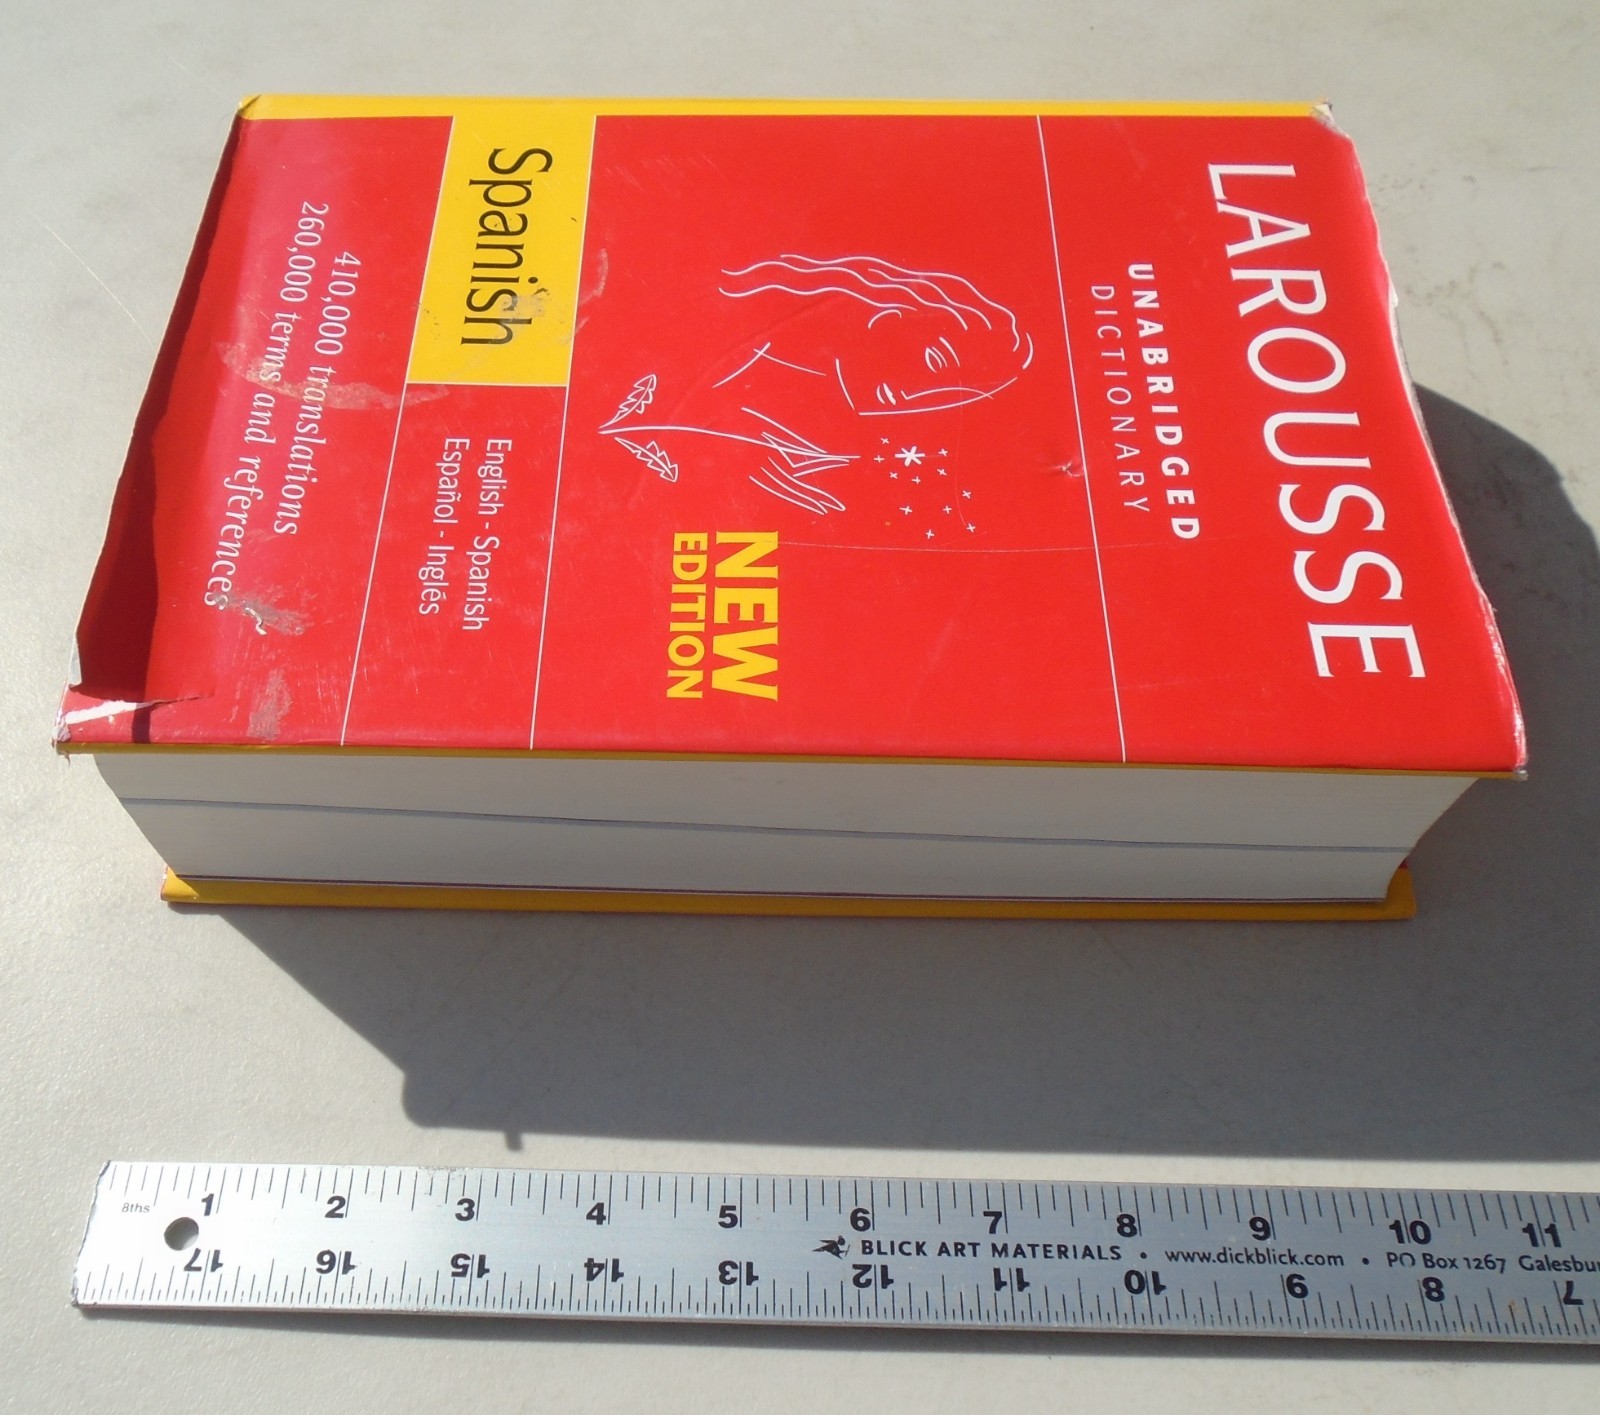 LAROUSSE
UNABRIDGED
DICTIONARY
NEW
EDITION
Spanish
English - Spanish
Español - Inglés
410,000 translations
260,000 terms and references
8ths
1 2 3 4 5 6 7 8 9 10 11
BLICK ART MATERIALS • www.dickblick.com • PO Box 1267 Galesbu
17 16 15 14 13 12 11 10 9 8 7